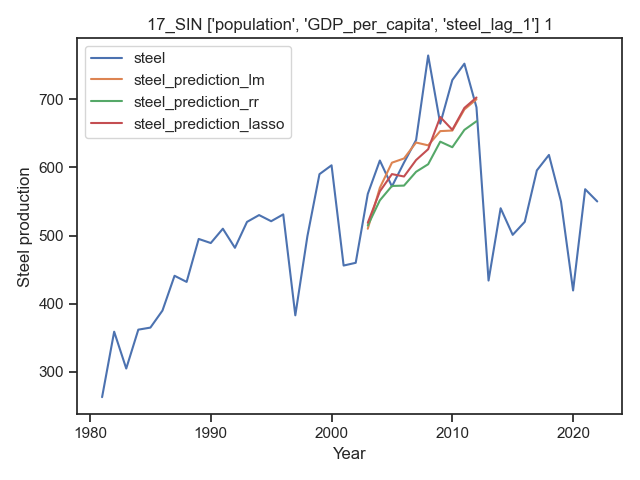 17_SIN ['population', 'GDP_per_capita', 'steel_lag_1'] 1
steel
steel_prediction_lm
steel_prediction_rr
steel_prediction_lasso
Steel production
700
600
500
400
300
1980
1990
2000
2010
2020
Year